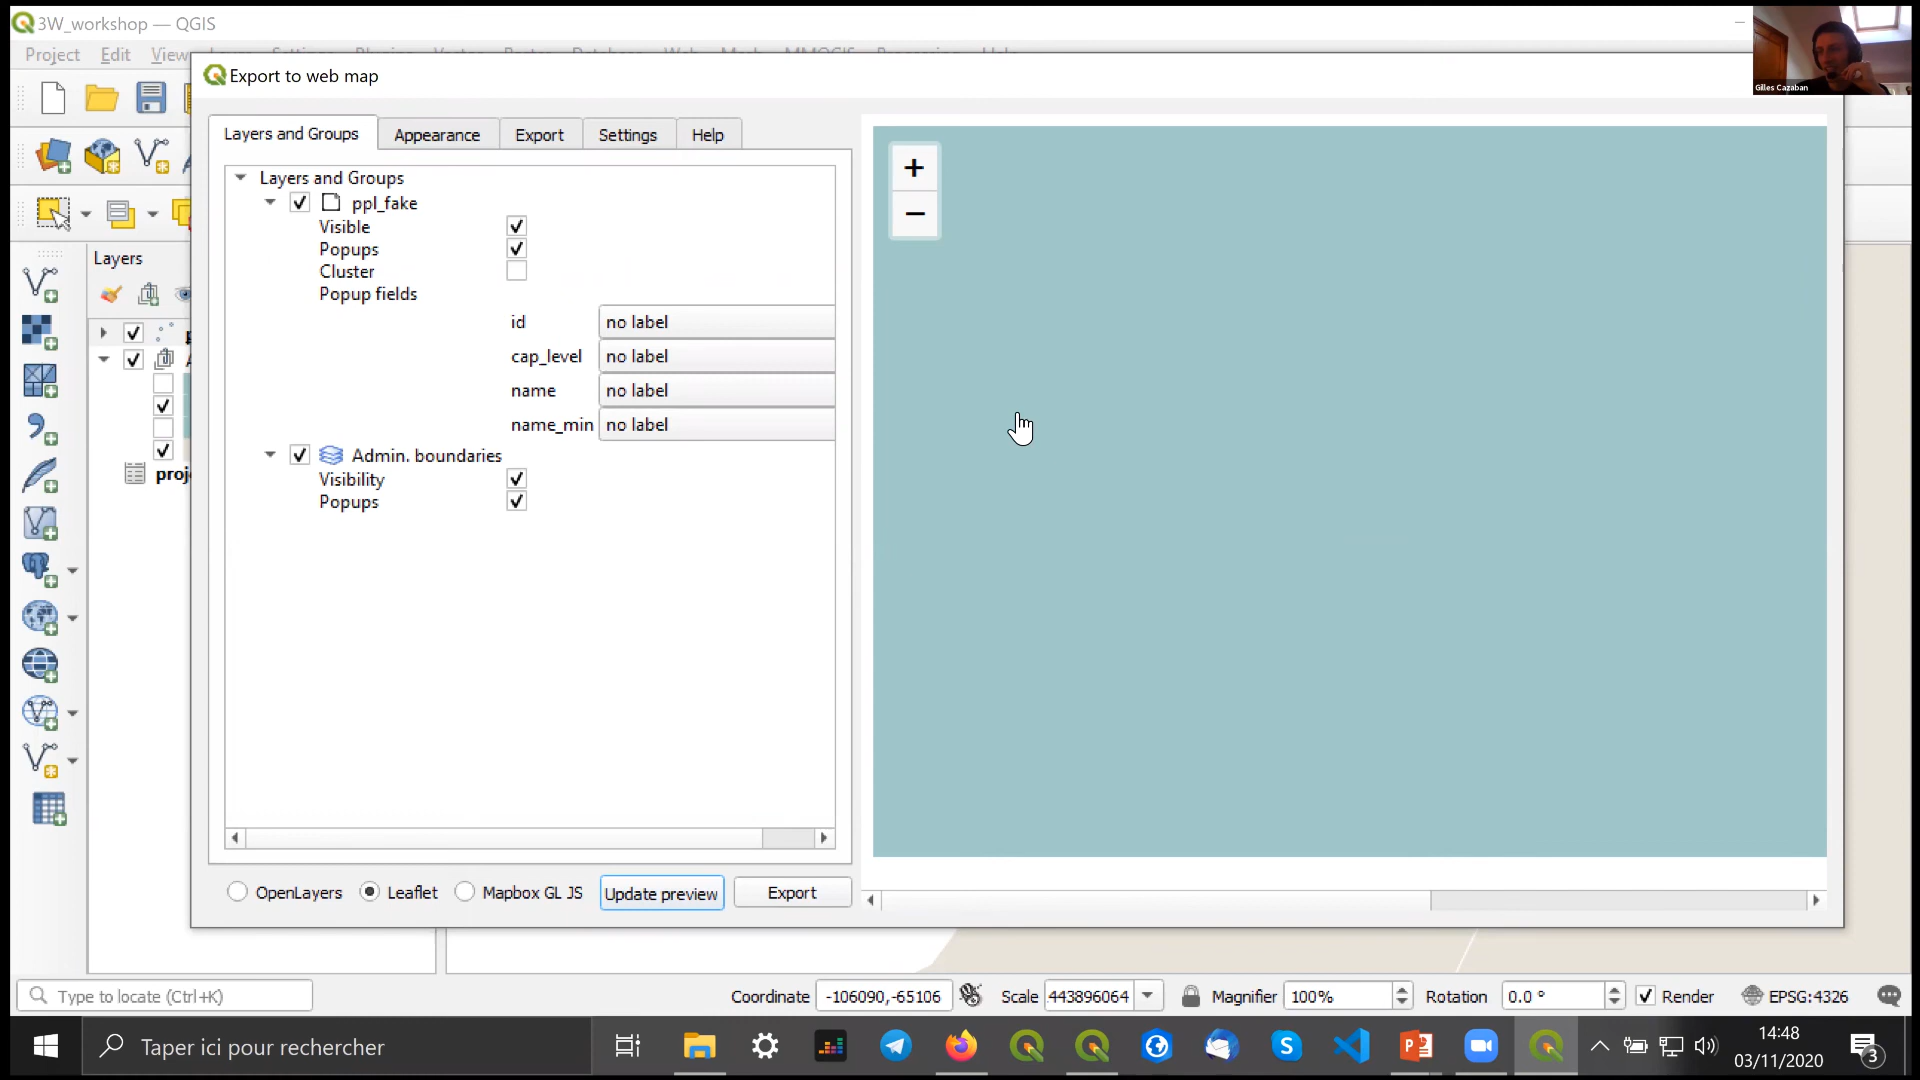 3W_workshop — QGIS
Project Edit View
Export to web map
Gilles Cazaban
Layers and Groups Appearance Export Settings Help
Layers and Groups
ppl_fake
Visible
Popups
Cluster
Popup fields
id no label
cap_level no label
name no label
name_min no label
Admin. boundaries
Visibility
Popups
+
−
Layers
proj
OpenLayers Leaflet Mapbox GL JS Update preview Export
Type to locate (Ctrl+K) Coordinate -106090,-65106 Scale 443896064 Magnifier 100% Rotation 0.0 ° Render EPSG:4326
Taper ici pour rechercher
14:48
03/11/2020
3